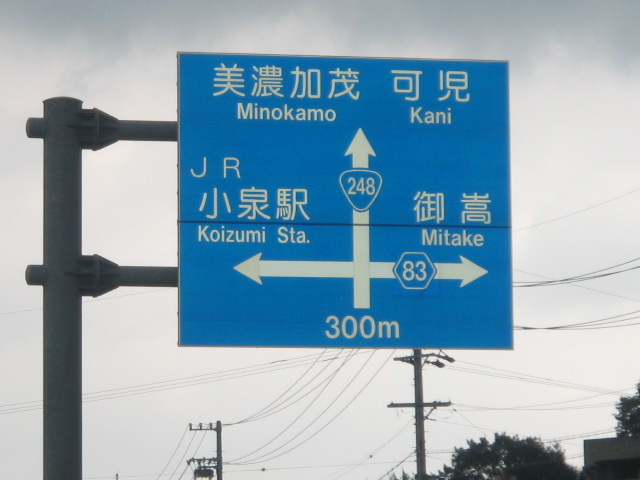 美濃加茂 可児
Minokamo Kani
248
JR
小泉駅
Koizumi Sta.
御嵩
Mitake
83
300m